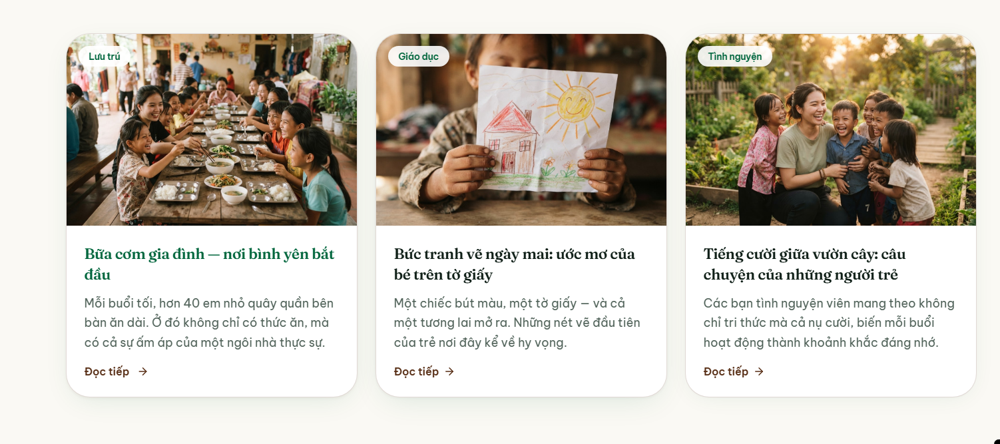 Lưu trú
Bữa cơm gia đình — nơi bình yên bắt
đầu
Mỗi buổi tối, hơn 40 em nhỏ quây quần bên
bàn ăn dài. Ở đó không chỉ có thức ăn, mà
có cả sự ấm áp của một ngôi nhà thực sự.
Đọc tiếp →
Giáo dục
Bức tranh vẽ ngày mai: ước mơ của
bé trên tờ giấy
Một chiếc bút màu, một tờ giấy — và cả
một tương lai mở ra. Những nét vẽ đầu tiên
của trẻ nơi đây kể về hy vọng.
Đọc tiếp →
Tình nguyện
Tiếng cười giữa vườn cây: câu
chuyện của những người trẻ
Các bạn tình nguyện viên mang theo không
chỉ tri thức mà cả nụ cười, biến mỗi buổi
hoạt động thành khoảnh khắc đáng nhớ.
Đọc tiếp →